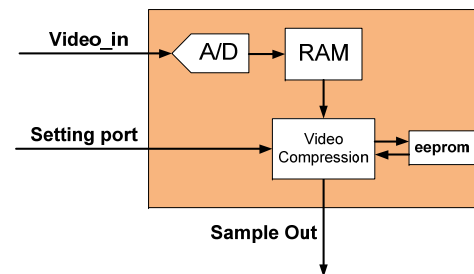 Video_in
A/D
RAM
Setting port
Video
Compression
eeprom
Sample Out